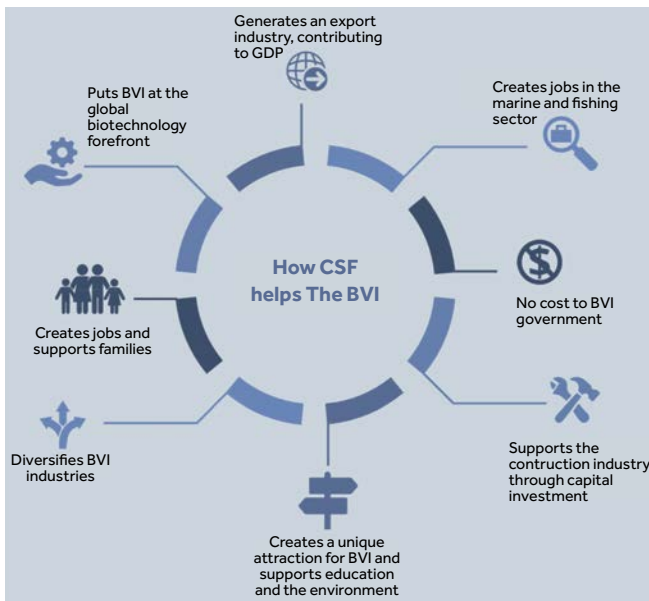 Generates an export
industry, contributing
to GDP
Creates jobs in the
marine and fishing
sector
No cost to BVI
government
Supports the
contruction industry
through capital
investment
Creates a unique
attraction for BVI and
supports education
and the environment
Diversifies BVI
industries
Creates jobs and
supports families
Puts BVI at the
global
biotechnology
forefront
How CSF
helps The BVI
$